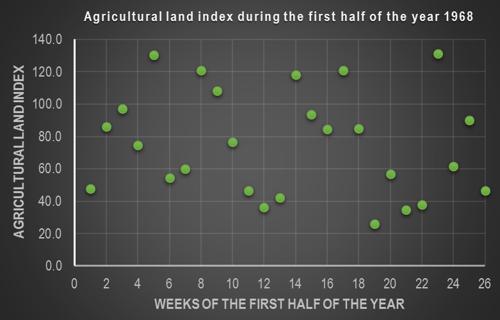 Agricultural land index during the first half of the year 1968
140.0
120.0
100.0
80.0
60.0
40.0
20.0
0.0
AGRICULTURAL LAND INDEX
0 2 4 6 8 10 12 14 16 18 20 22 24 26
WEEKS OF THE FIRST HALF OF THE YEAR